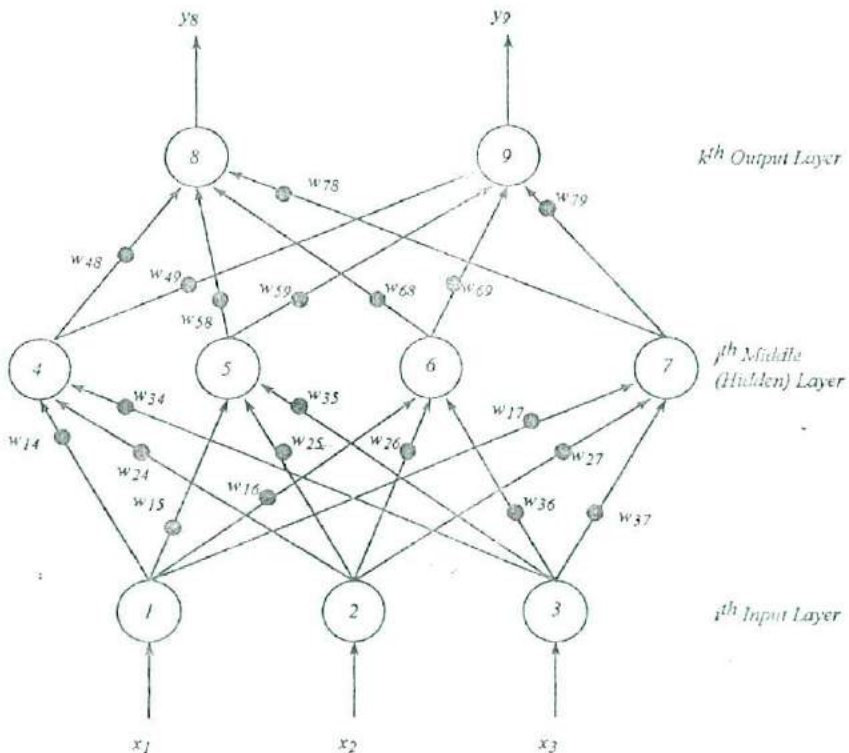 y8 y9
8 9 kth Output Layer
w78 w79
w48 w49 w59 w68 w69
w58
4 5 6 7 jth Middle
(Hidden) Layer
w34 w35 w17
w14 w24 w25 w26 w27
w16
w15 w36 w37
1 2 3 ith Input Layer
x1 x2 x3